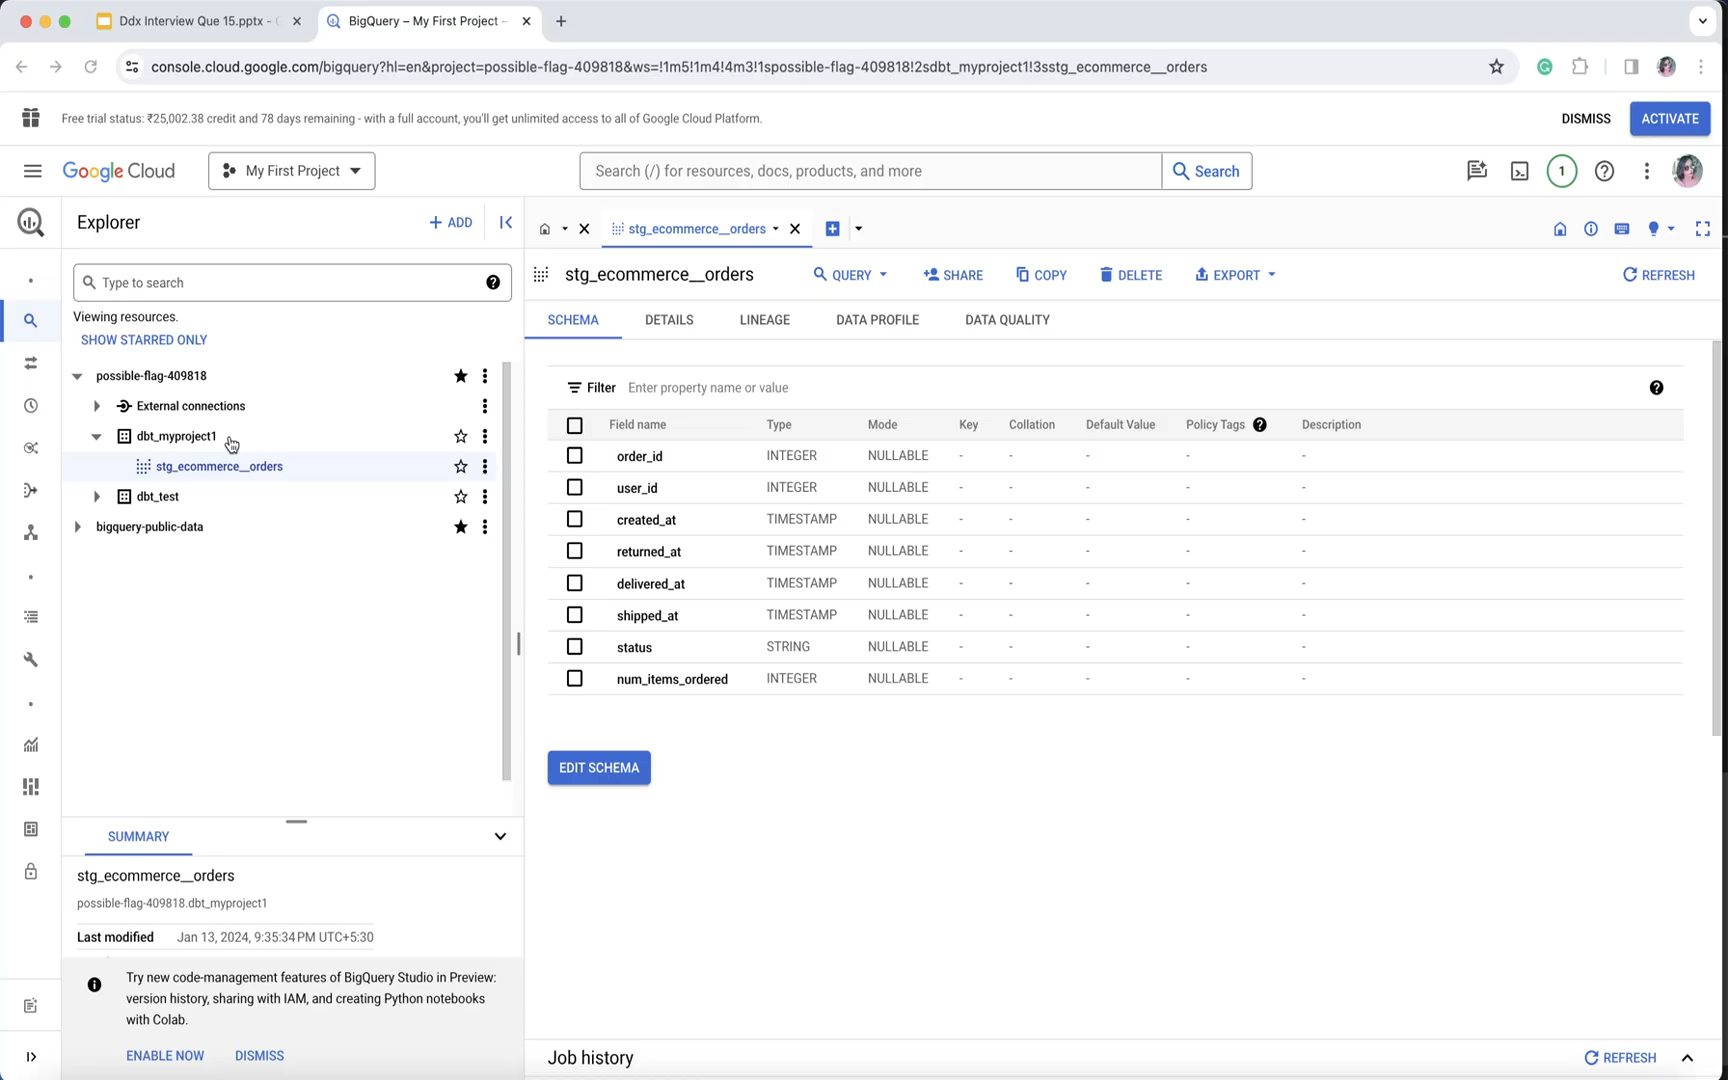 Ddx Interview Que 15.pptx - G
BigQuery – My First Project –
console.cloud.google.com/bigquery?hl=en&project=possible-flag-409818&ws=!1m5!1m4!4m3!1spossible-flag-409818!2sdbt_myproject1!3sstg_ecommerce__orders
Free trial status: ₹25,002.38 credit and 78 days remaining - with a full account, you'll get unlimited access to all of Google Cloud Platform.
DISMISS
ACTIVATE
Google Cloud
My First Project
Search (/) for resources, docs, products, and more
Search
1
Explorer
+ ADD
stg_ecommerce__orders
Type to search
stg_ecommerce__orders
QUERY
SHARE
COPY
DELETE
EXPORT
REFRESH
Viewing resources.
SHOW STARRED ONLY
SCHEMA
DETAILS
LINEAGE
DATA PROFILE
DATA QUALITY
possible-flag-409818
External connections
dbt_myproject1
stg_ecommerce__orders
dbt_test
bigquery-public-data
Filter Enter property name or value
Field name Type Mode Key Collation Default Value Policy Tags Description
order_id INTEGER NULLABLE - - - - -
user_id INTEGER NULLABLE - - - - -
created_at TIMESTAMP NULLABLE - - - - -
returned_at TIMESTAMP NULLABLE - - - - -
delivered_at TIMESTAMP NULLABLE - - - - -
shipped_at TIMESTAMP NULLABLE - - - - -
status STRING NULLABLE - - - - -
num_items_ordered INTEGER NULLABLE - - - - -
EDIT SCHEMA
SUMMARY
stg_ecommerce__orders
possible-flag-409818.dbt_myproject1
Last modified Jan 13, 2024, 9:35:34 PM UTC+5:30
Try new code-management features of BigQuery Studio in Preview:
version history, sharing with IAM, and creating Python notebooks
with Colab.
ENABLE NOW
DISMISS
Job history
REFRESH